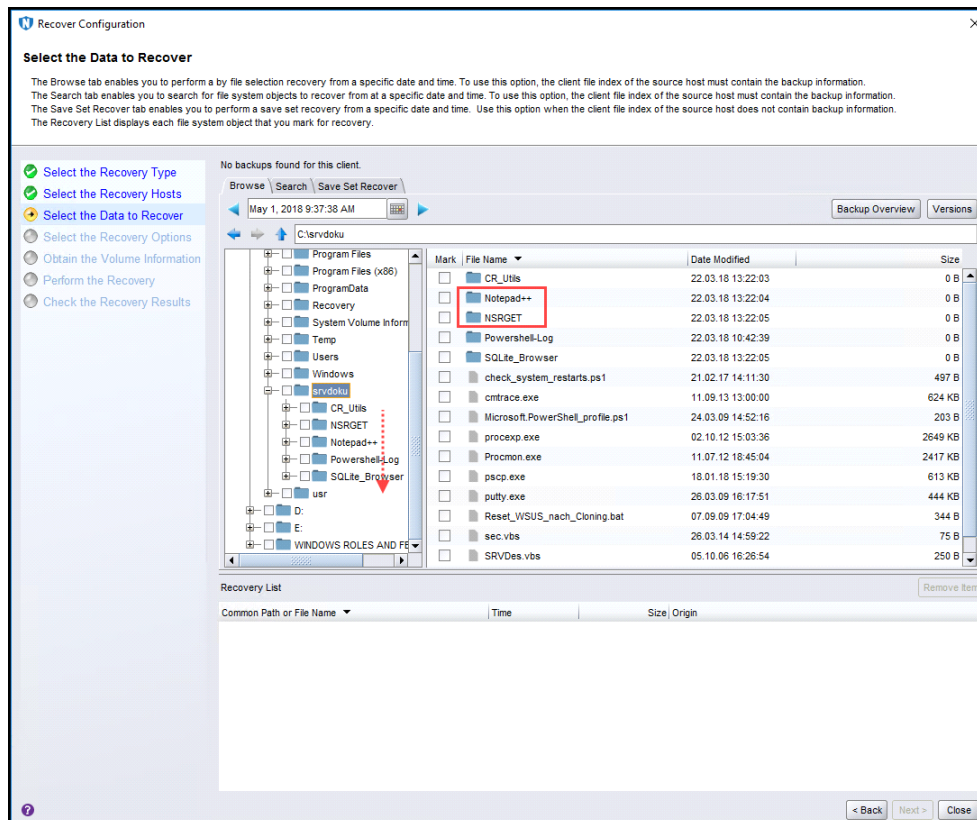 Recover Configuration
Select the Data to Recover
The Browse tab enables you to perform a by file selection recovery from a specific date and time. To use this option, the client file index of the source host must contain the backup information.
The Search tab enables you to search for file system objects to recover from at a specific date and time. To use this option, the client file index of the source host must contain the backup information.
The Save Set Recover tab enables you to perform a save set recovery from a specific date and time. Use this option when the client file index of the source host does not contain backup information.
The Recovery List displays each file system object that you mark for recovery.
Select the Recovery Type
Select the Recovery Hosts
Select the Data to Recover
Select the Recovery Options
Obtain the Volume Information
Perform the Recovery
Check the Recovery Results
No backups found for this client.
Browse Search Save Set Recover
May 1, 2018 9:37:38 AM Backup Overview Versions
C:\srvdoku
Program Files
Program Files (x86)
ProgramData
Recovery
System Volume Inform
Temp
Users
Windows
srvdoku
CR_Utils
NSRGET
Notepad++
Powershell-Log
SQLite_Browser
usr
D:
E:
WINDOWS ROLES AND FE
Mark File Name Date Modified Size
CR_Utils 22.03.18 13:22:03 0 B
Notepad++ 22.03.18 13:22:04 0 B
NSRGET 22.03.18 13:22:05 0 B
Powershell-Log 22.03.18 10:42:39 0 B
SQLite_Browser 22.03.18 13:22:05 0 B
check_system_restarts.ps1 21.02.17 14:11:30 497 B
cmtrace.exe 11.09.13 13:00:00 624 KB
Microsoft.PowerShell_profile.ps1 24.03.09 14:52:16 203 B
procexp.exe 02.10.12 15:03:36 2649 KB
Procmon.exe 11.07.12 18:45:04 2417 KB
pscp.exe 18.01.18 15:19:30 613 KB
putty.exe 26.03.09 16:17:51 444 KB
Reset_WSUS_nach_Cloning.bat 07.09.09 17:04:49 344 B
sec.vbs 26.03.14 14:59:22 75 B
SRVDes.vbs 05.10.06 16:26:54 250 B
Recovery List Remove Item
Common Path or File Name Time Size Origin
< Back Next > Close